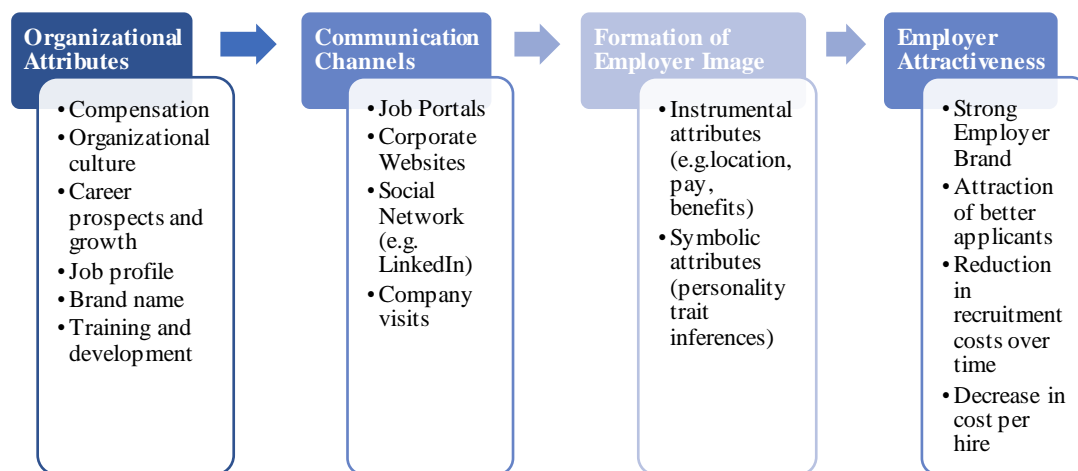 Organizational
Attributes
• Compensation
• Organizational
culture
• Career
prospects and
growth
• Job profile
• Brand name
• Training and
development
Communication
Channels
• Job Portals
• Corporate
Websites
• Social
Network
(e.g.
LinkedIn)
• Company
visits
Formation of
Employer Image
• Instrumental
attributes
(e.g.location,
pay,
benefits)
• Symbolic
attributes
(personality
trait
inferences)
Employer
Attractiveness
• Strong
Employer
Brand
• Attraction
of better
applicants
• Reduction
in
recruitment
costs over
time
• Decrease in
cost per
hire